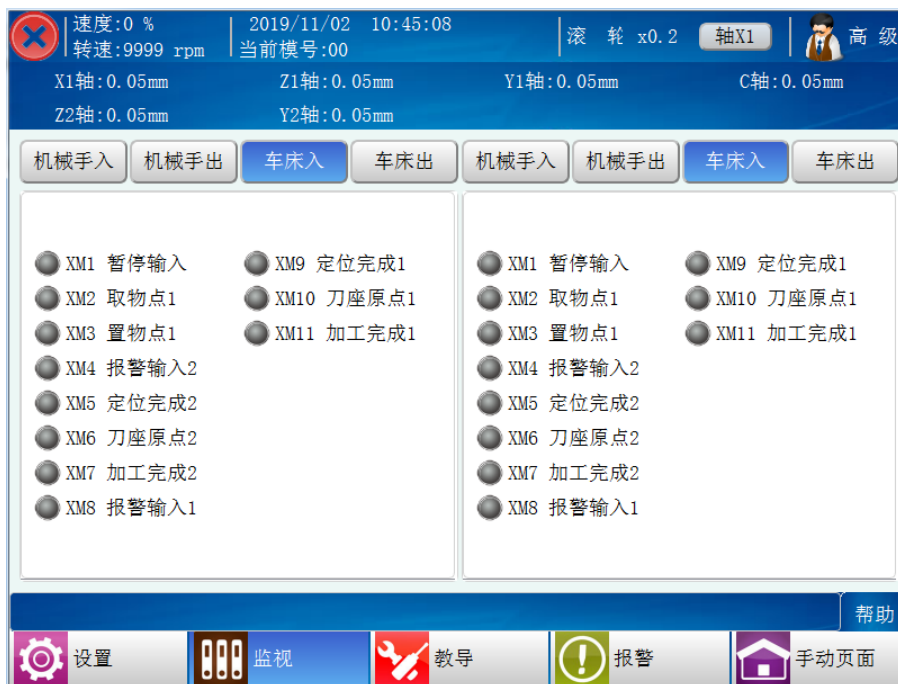 速度:0 % 2019/11/02 10:45:08 滚 轮 x0.2 轴X1 高 级
转速:9999 rpm 当前模号:00
X1轴:0.05mm Z1轴:0.05mm Y1轴:0.05mm C轴:0.05mm
Z2轴:0.05mm Y2轴:0.05mm
机械手入 机械手出 车床入 车床出 机械手入 机械手出 车床入 车床出
XM1 暂停输入 XM9 定位完成1 XM1 暂停输入 XM9 定位完成1
XM2 取物点1 XM10 刀座原点1 XM2 取物点1 XM10 刀座原点1
XM3 置物点1 XM11 加工完成1 XM3 置物点1 XM11 加工完成1
XM4 报警输入2 XM4 报警输入2
XM5 定位完成2 XM5 定位完成2
XM6 刀座原点2 XM6 刀座原点2
XM7 加工完成2 XM7 加工完成2
XM8 报警输入1 XM8 报警输入1
帮助
设置 监视 教导 报警 手动页面